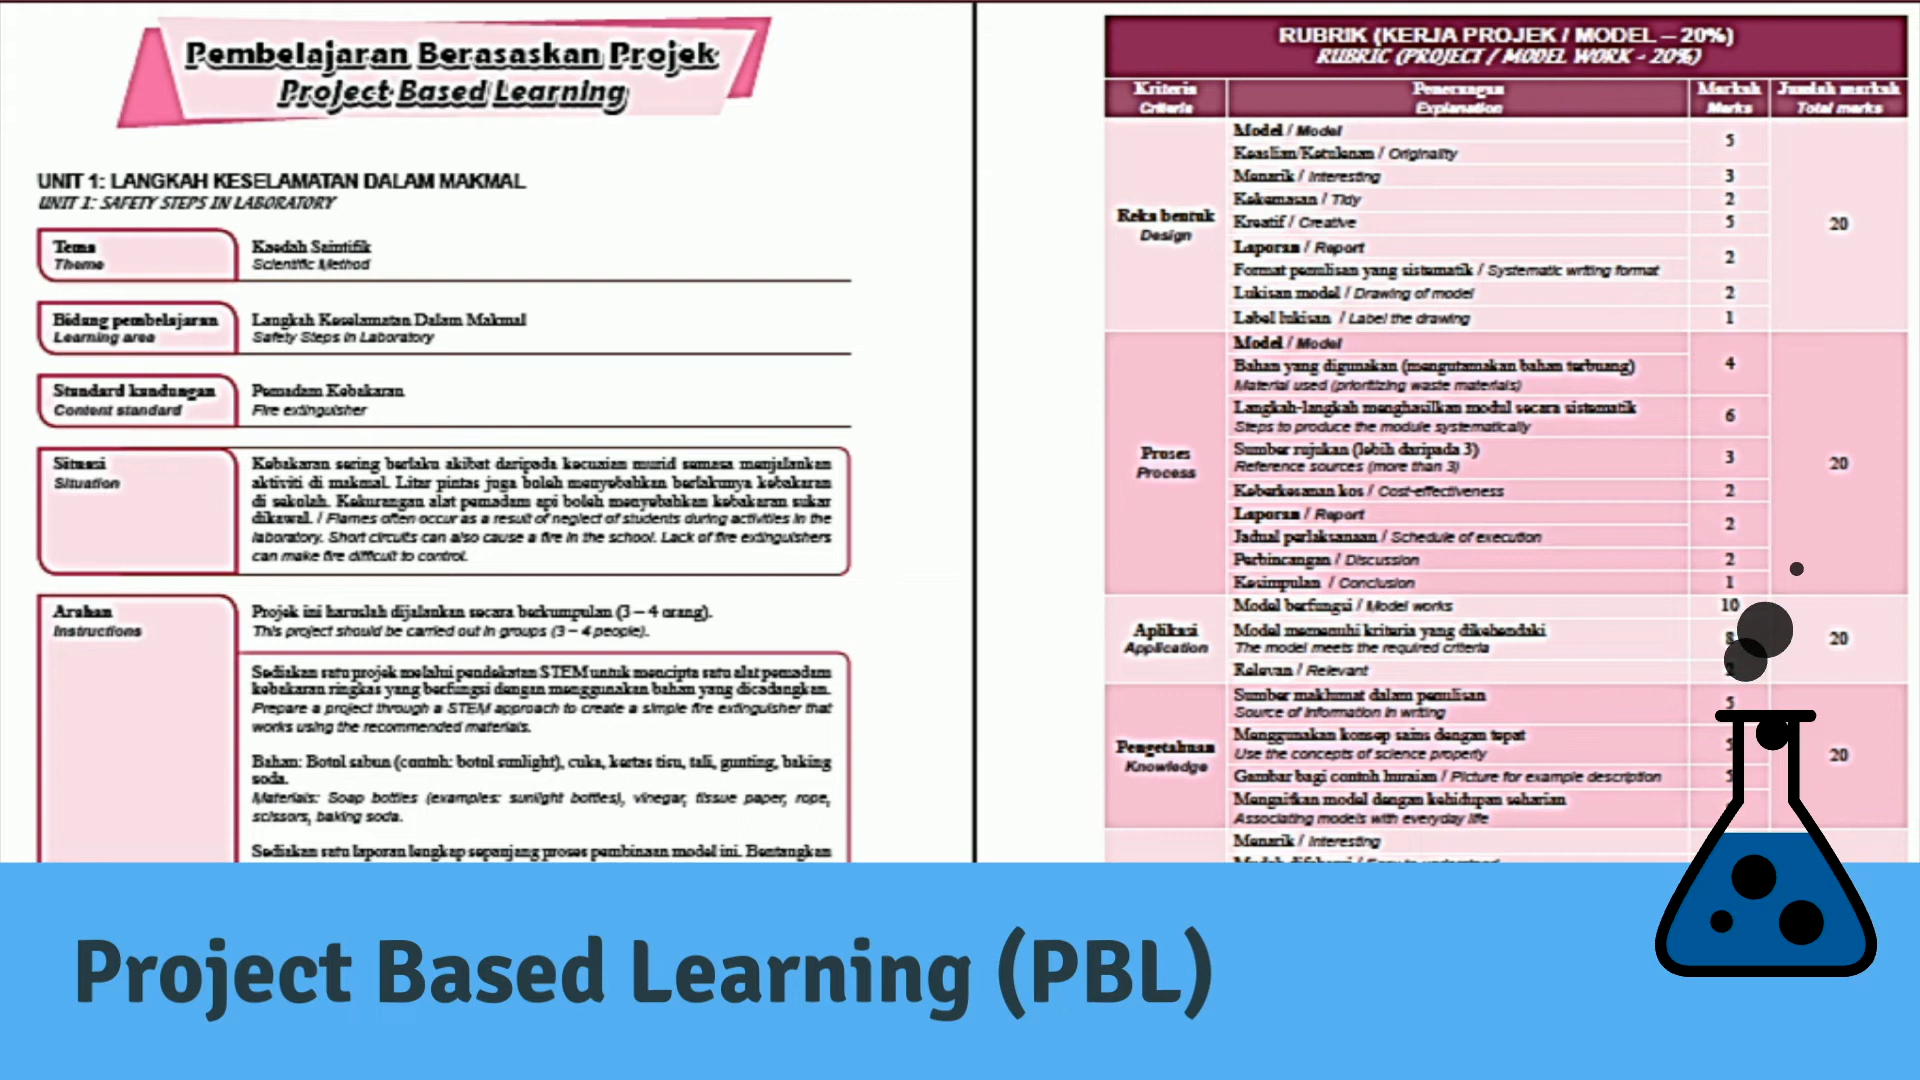 Pembelajaran Berasaskan Projek
Project Based Learning
UNIT 1: LANGKAH KESELAMATAN DALAM MAKMAL
UNIT 1: SAFETY STEPS IN LABORATORY
Tema
Theme
Kaedah Saintifik
Scientific Method
Bidang pembelajaran
Learning area
Langkah Keselamatan Dalam Makmal
Safety Steps in Laboratory
Standard kandungan
Content standard
Pemadam Kebakaran
Fire extinguisher
Situasi
Situation
Kebakaran sering berlaku akibat daripada kecuaian murid semasa menjalankan
aktiviti di makmal. Litar pintas juga boleh menyebabkan berlakunya kebakaran
di sekolah. Kekurangan alat pemadam api boleh menyebabkan kebakaran sukar
dikawal. / Flames often occur as a result of neglect of students during activities in the
laboratory. Short circuits can also cause a fire in the school. Lack of fire extinguishers
can make fire difficult to control.
Arahan
Instructions
Projek ini haruslah dijalankan secara berkumpulan (3 – 4 orang).
This project should be carried out in groups (3 – 4 people).
Sediakan satu projek melalui pendekatan STEM untuk mencipta satu alat pemadam
kebakaran ringkas yang berfungsi dengan menggunakan bahan yang dicadangkan.
Prepare a project through a STEM approach to create a simple fire extinguisher that
works using the recommended materials.
Bahan: Botol sabun (contoh: botol sunlight), cuka, kertas tisu, tali, gunting, baking
soda.
Materials: Soap bottles (examples: sunlight bottles), vinegar, tissue paper, rope,
scissors, baking soda.
Sediakan satu laporan lengkap sepanjang proses pembinaan model ini. Bentangkan
RUBRIK (KERJA PROJEK / MODEL – 20%)
RUBRIC (PROJECT / MODEL WORK - 20%)
Kriteria
Criteria
Penerangan
Explanation
Markah
Marks
Jumlah markah
Total marks
Reka bentuk
Design
Model / Model
Keaslian/Ketulenan / Originality
5
Menarik / Interesting 3
Kekemasan / Tidy 2
Kreatif / Creative 5
Laporan / Report
Format penulisan yang sistematik / Systematic writing format
2
Lukisan model / Drawing of model 2
Label lukisan / Label the drawing 1
20
Proses
Process
Model / Model
Bahan yang digunakan (mengutamakan bahan terbuang)
Material used (prioritizing waste materials)
4
Langkah-langkah menghasilkan modul secara sistematik
Steps to produce the module systematically
6
Sumber rujukan (lebih daripada 3)
Reference sources (more than 3)
3
Keberkesanan kos / Cost-effectiveness 2
Laporan / Report
Jadual perlaksanaan / Schedule of execution
2
Perbincangan / Discussion 2
Kesimpulan / Conclusion 1
20
Aplikasi
Application
Model berfungsi / Model works 10
Model memenuhi kriteria yang dikehendaki
The model meets the required criteria
Relevan / Relevant
20
Pengetahuan
Knowledge
Sumber maklumat dalam penulisan
Source of information in writing
5
Menggunakan konsep sains dengan tepat
Use the concepts of science properly
Gambar bagi contoh huraian / Picture for example description
Mengaitkan model dengan kehidupan seharian
Associating models with everyday life
20
Menarik / Interesting
Project Based Learning (PBL)